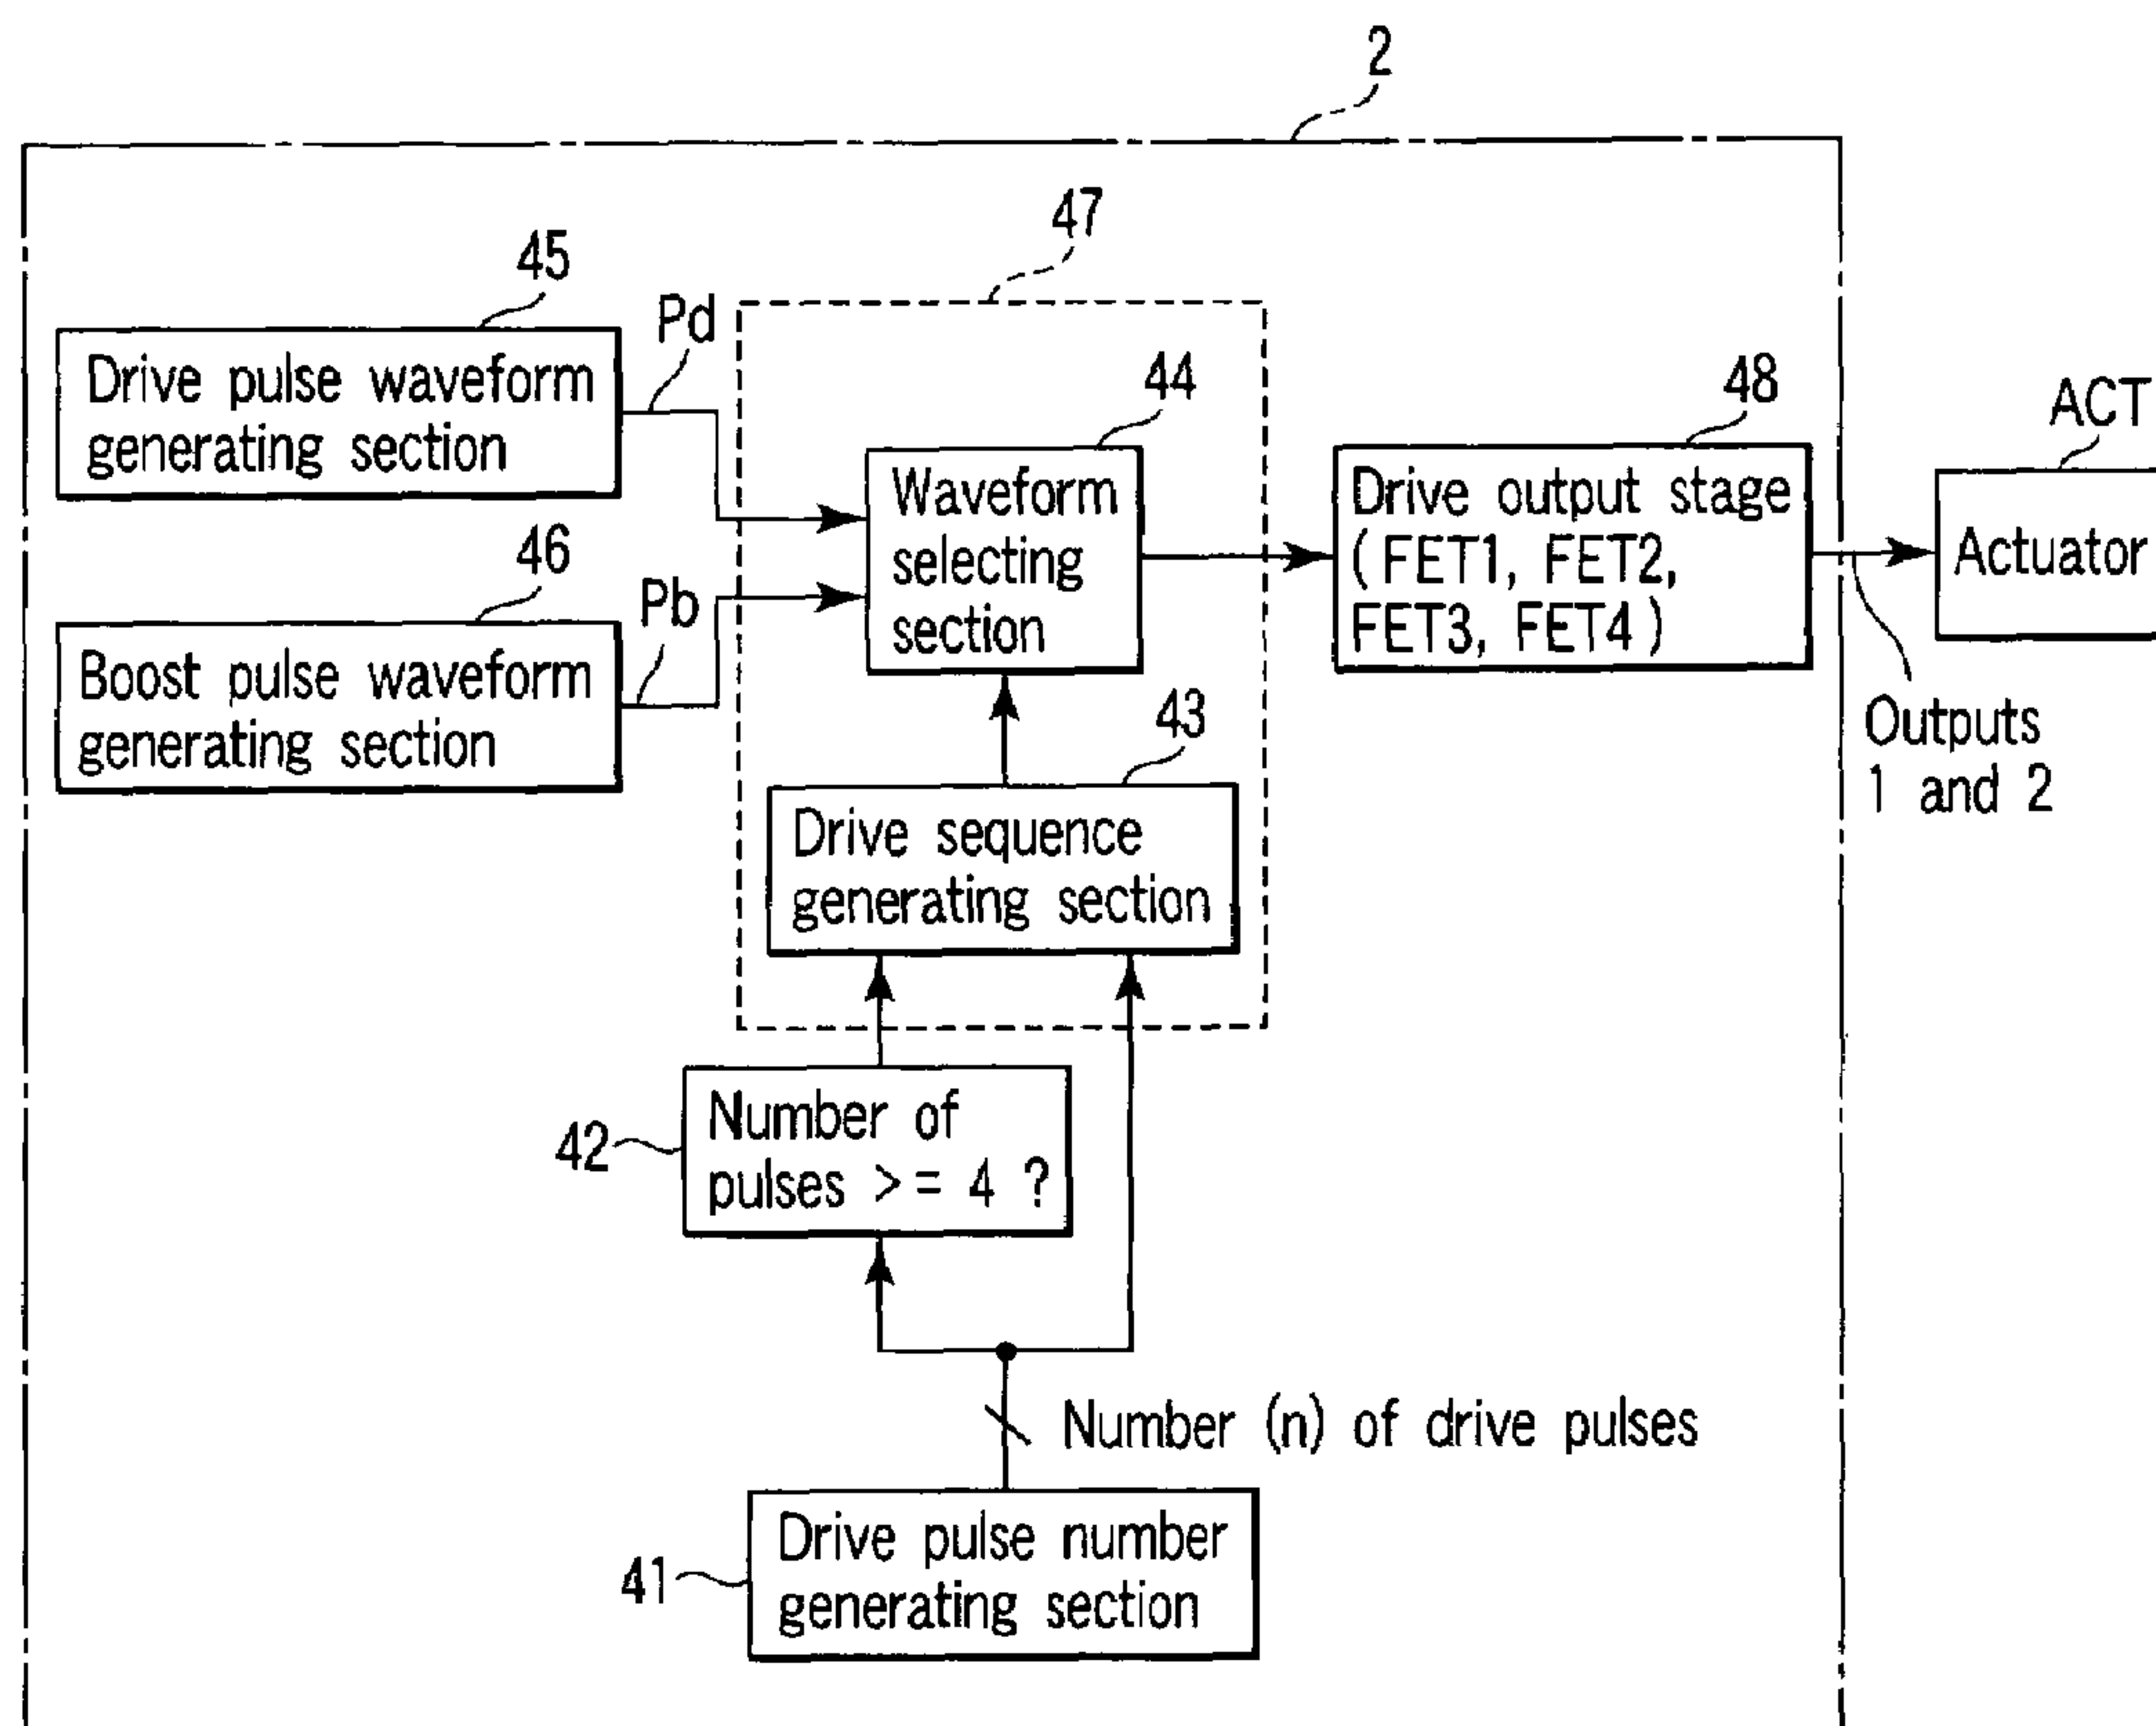 2
47
45
Pd
Drive pulse waveform
generating section
44
Waveform
selecting
section
48
Drive output stage
(FET1, FET2,
FET3, FET4)
ACT
Actuator
46
Pb
Boost pulse waveform
generating section
Outputs
1 and 2
43
Drive sequence
generating section
42
Number of
pulses >= 4 ?
Number (n) of drive pulses
41
Drive pulse number
generating section